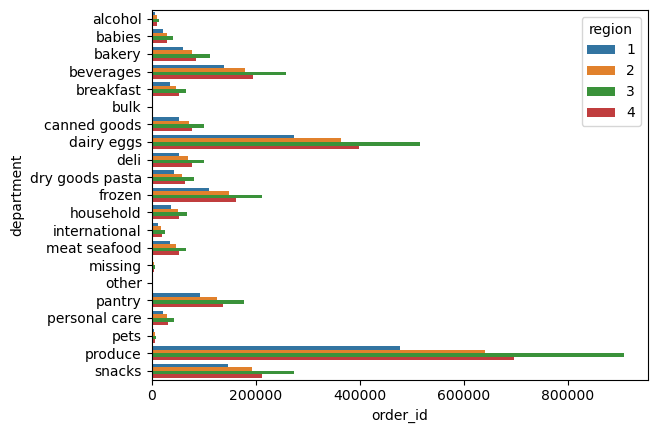 alcohol
babies
bakery
beverages
breakfast
bulk
canned goods
dairy eggs
deli
dry goods pasta
frozen
household
international
meat seafood
missing
other
pantry
personal care
pets
produce
snacks
department
region
1
2
3
4
0
200000
400000
600000
800000
order_id